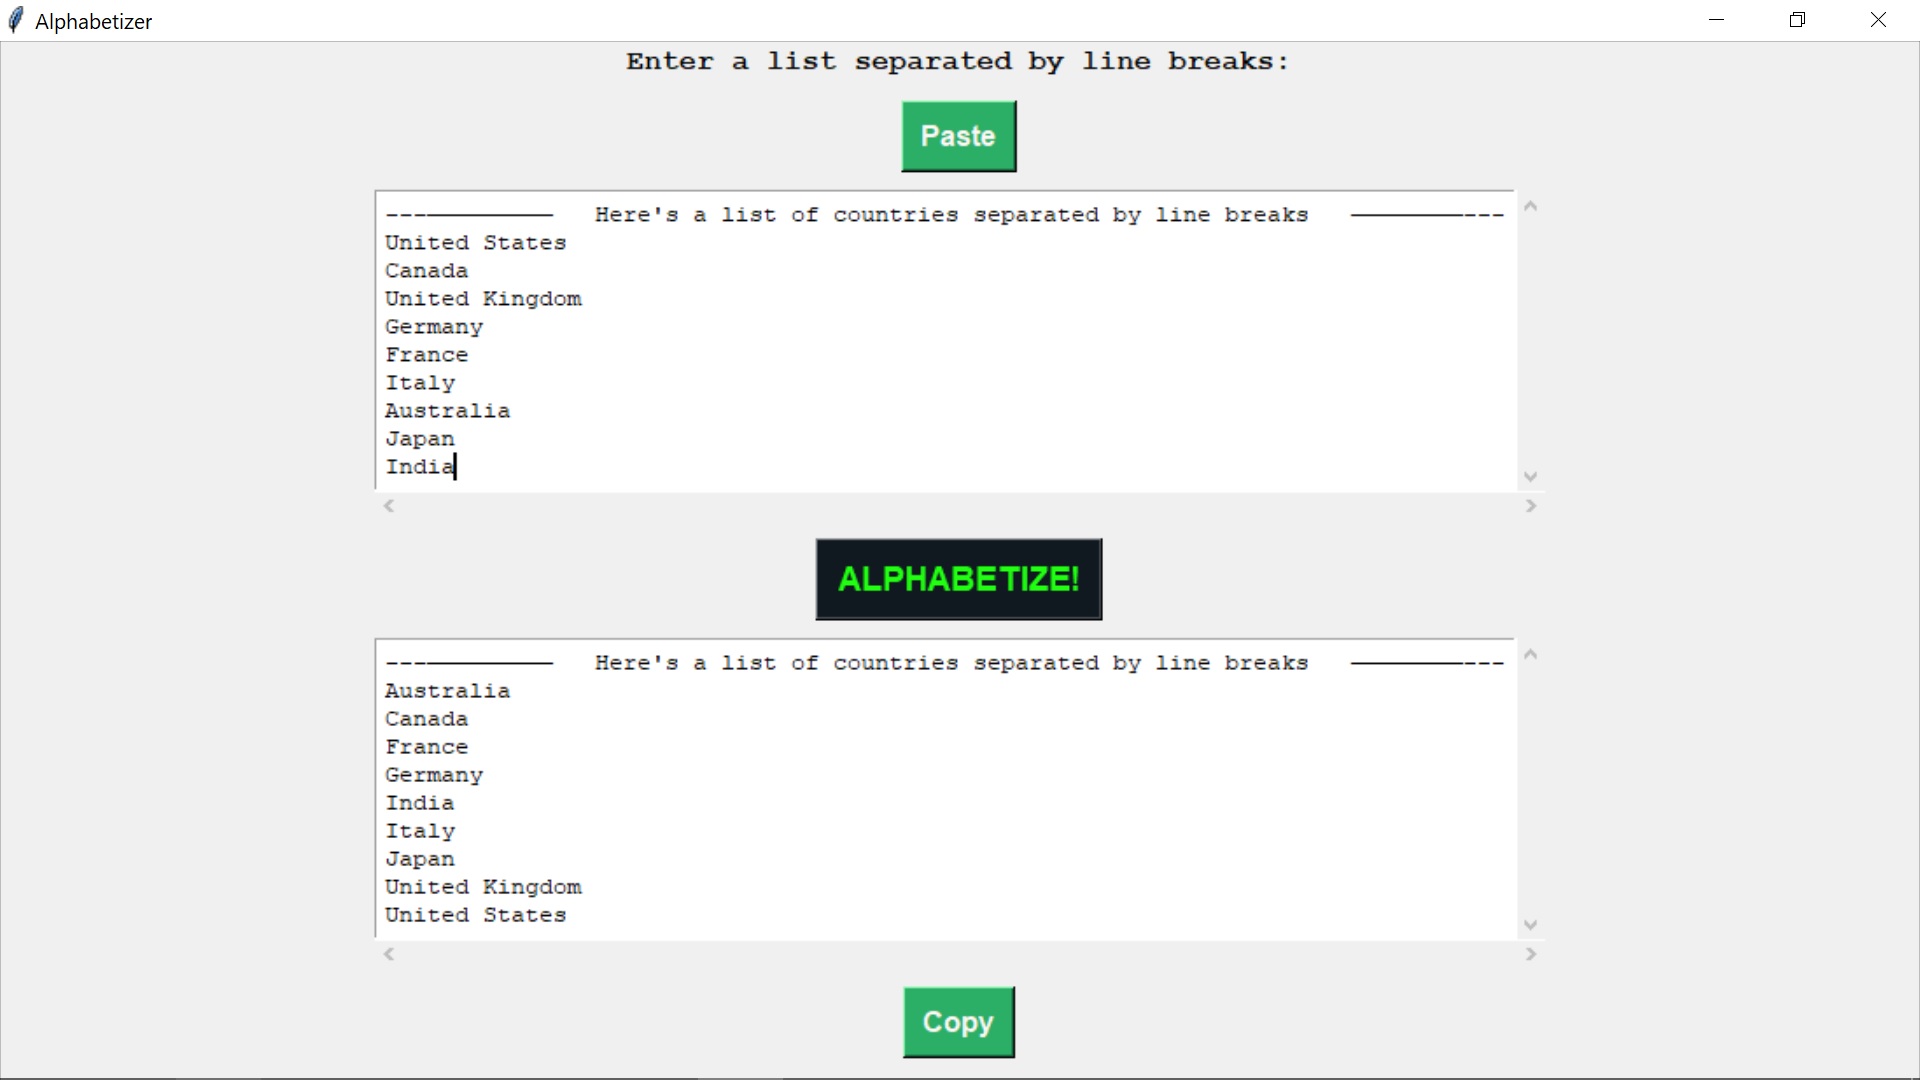 Alphabetizer
Enter a list separated by line breaks:
Paste
---───────── Here's a list of countries separated by line breaks ────────---
United States
Canada
United Kingdom
Germany
France
Italy
Australia
Japan
India
ALPHABETIZE!
---───────── Here's a list of countries separated by line breaks ────────---
Australia
Canada
France
Germany
India
Italy
Japan
United Kingdom
United States
Copy